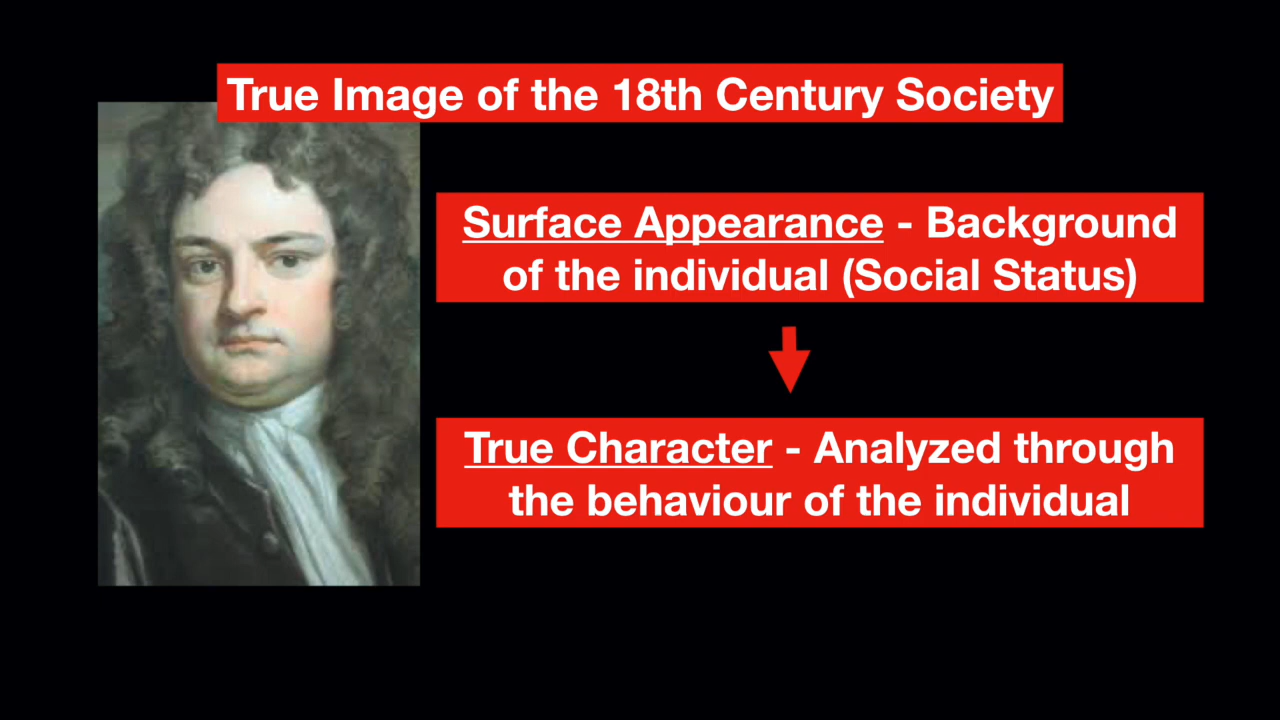 True Image of the 18th Century Society
Surface Appearance - Background
of the individual (Social Status)
True Character - Analyzed through
the behaviour of the individual